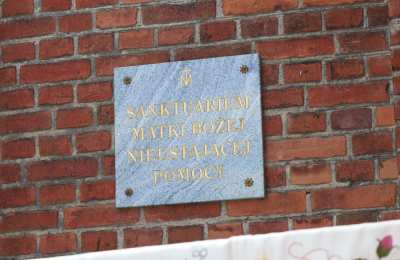 SANKTUARIUM
MATKI BOŻEJ
NIEUSTAJĄCEJ
POMOCY